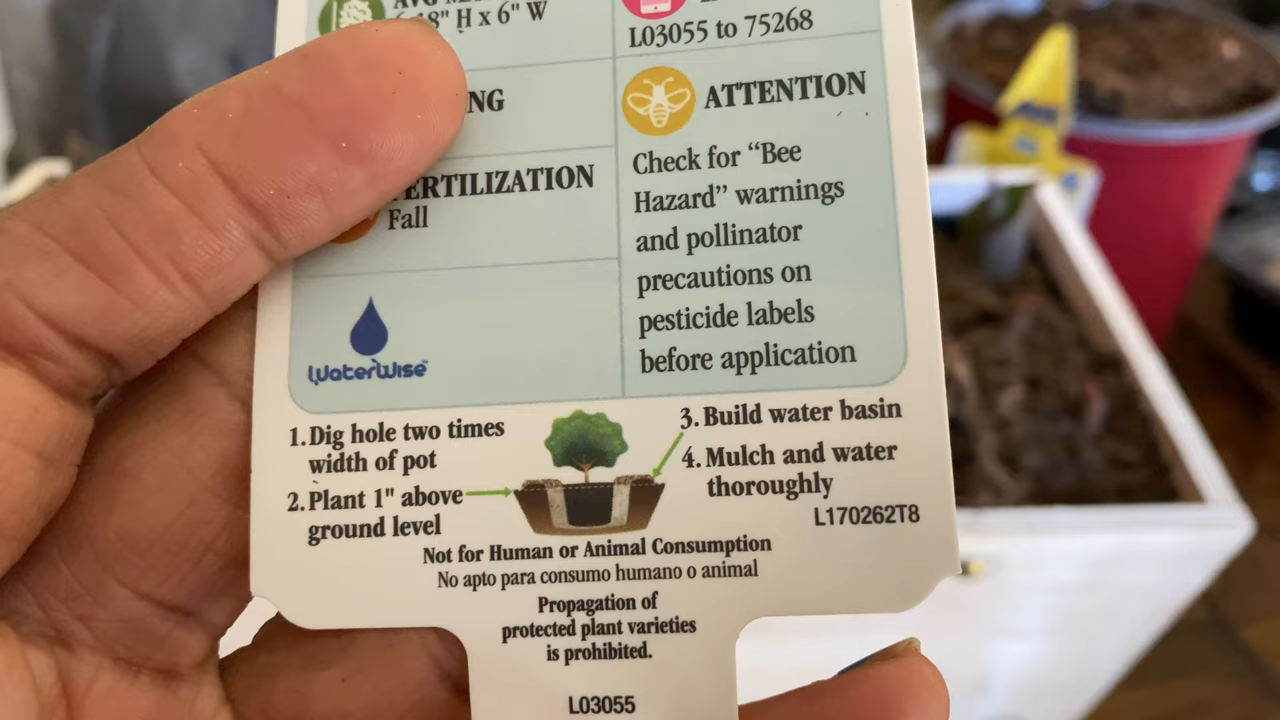 H x 6" W
L03055 to 75268
ATTENTION
Check for “Bee
Hazard” warnings
and pollinator
precautions on
pesticide labels
before application
Fall
WaterWise™
1. Dig hole two times
width of pot
2. Plant 1" above
ground level
3. Build water basin
4. Mulch and water
thoroughly
L170262T8
Not for Human or Animal Consumption
No apto para consumo humano o animal
Propagation of
protected plant varieties
is prohibited.
L03055